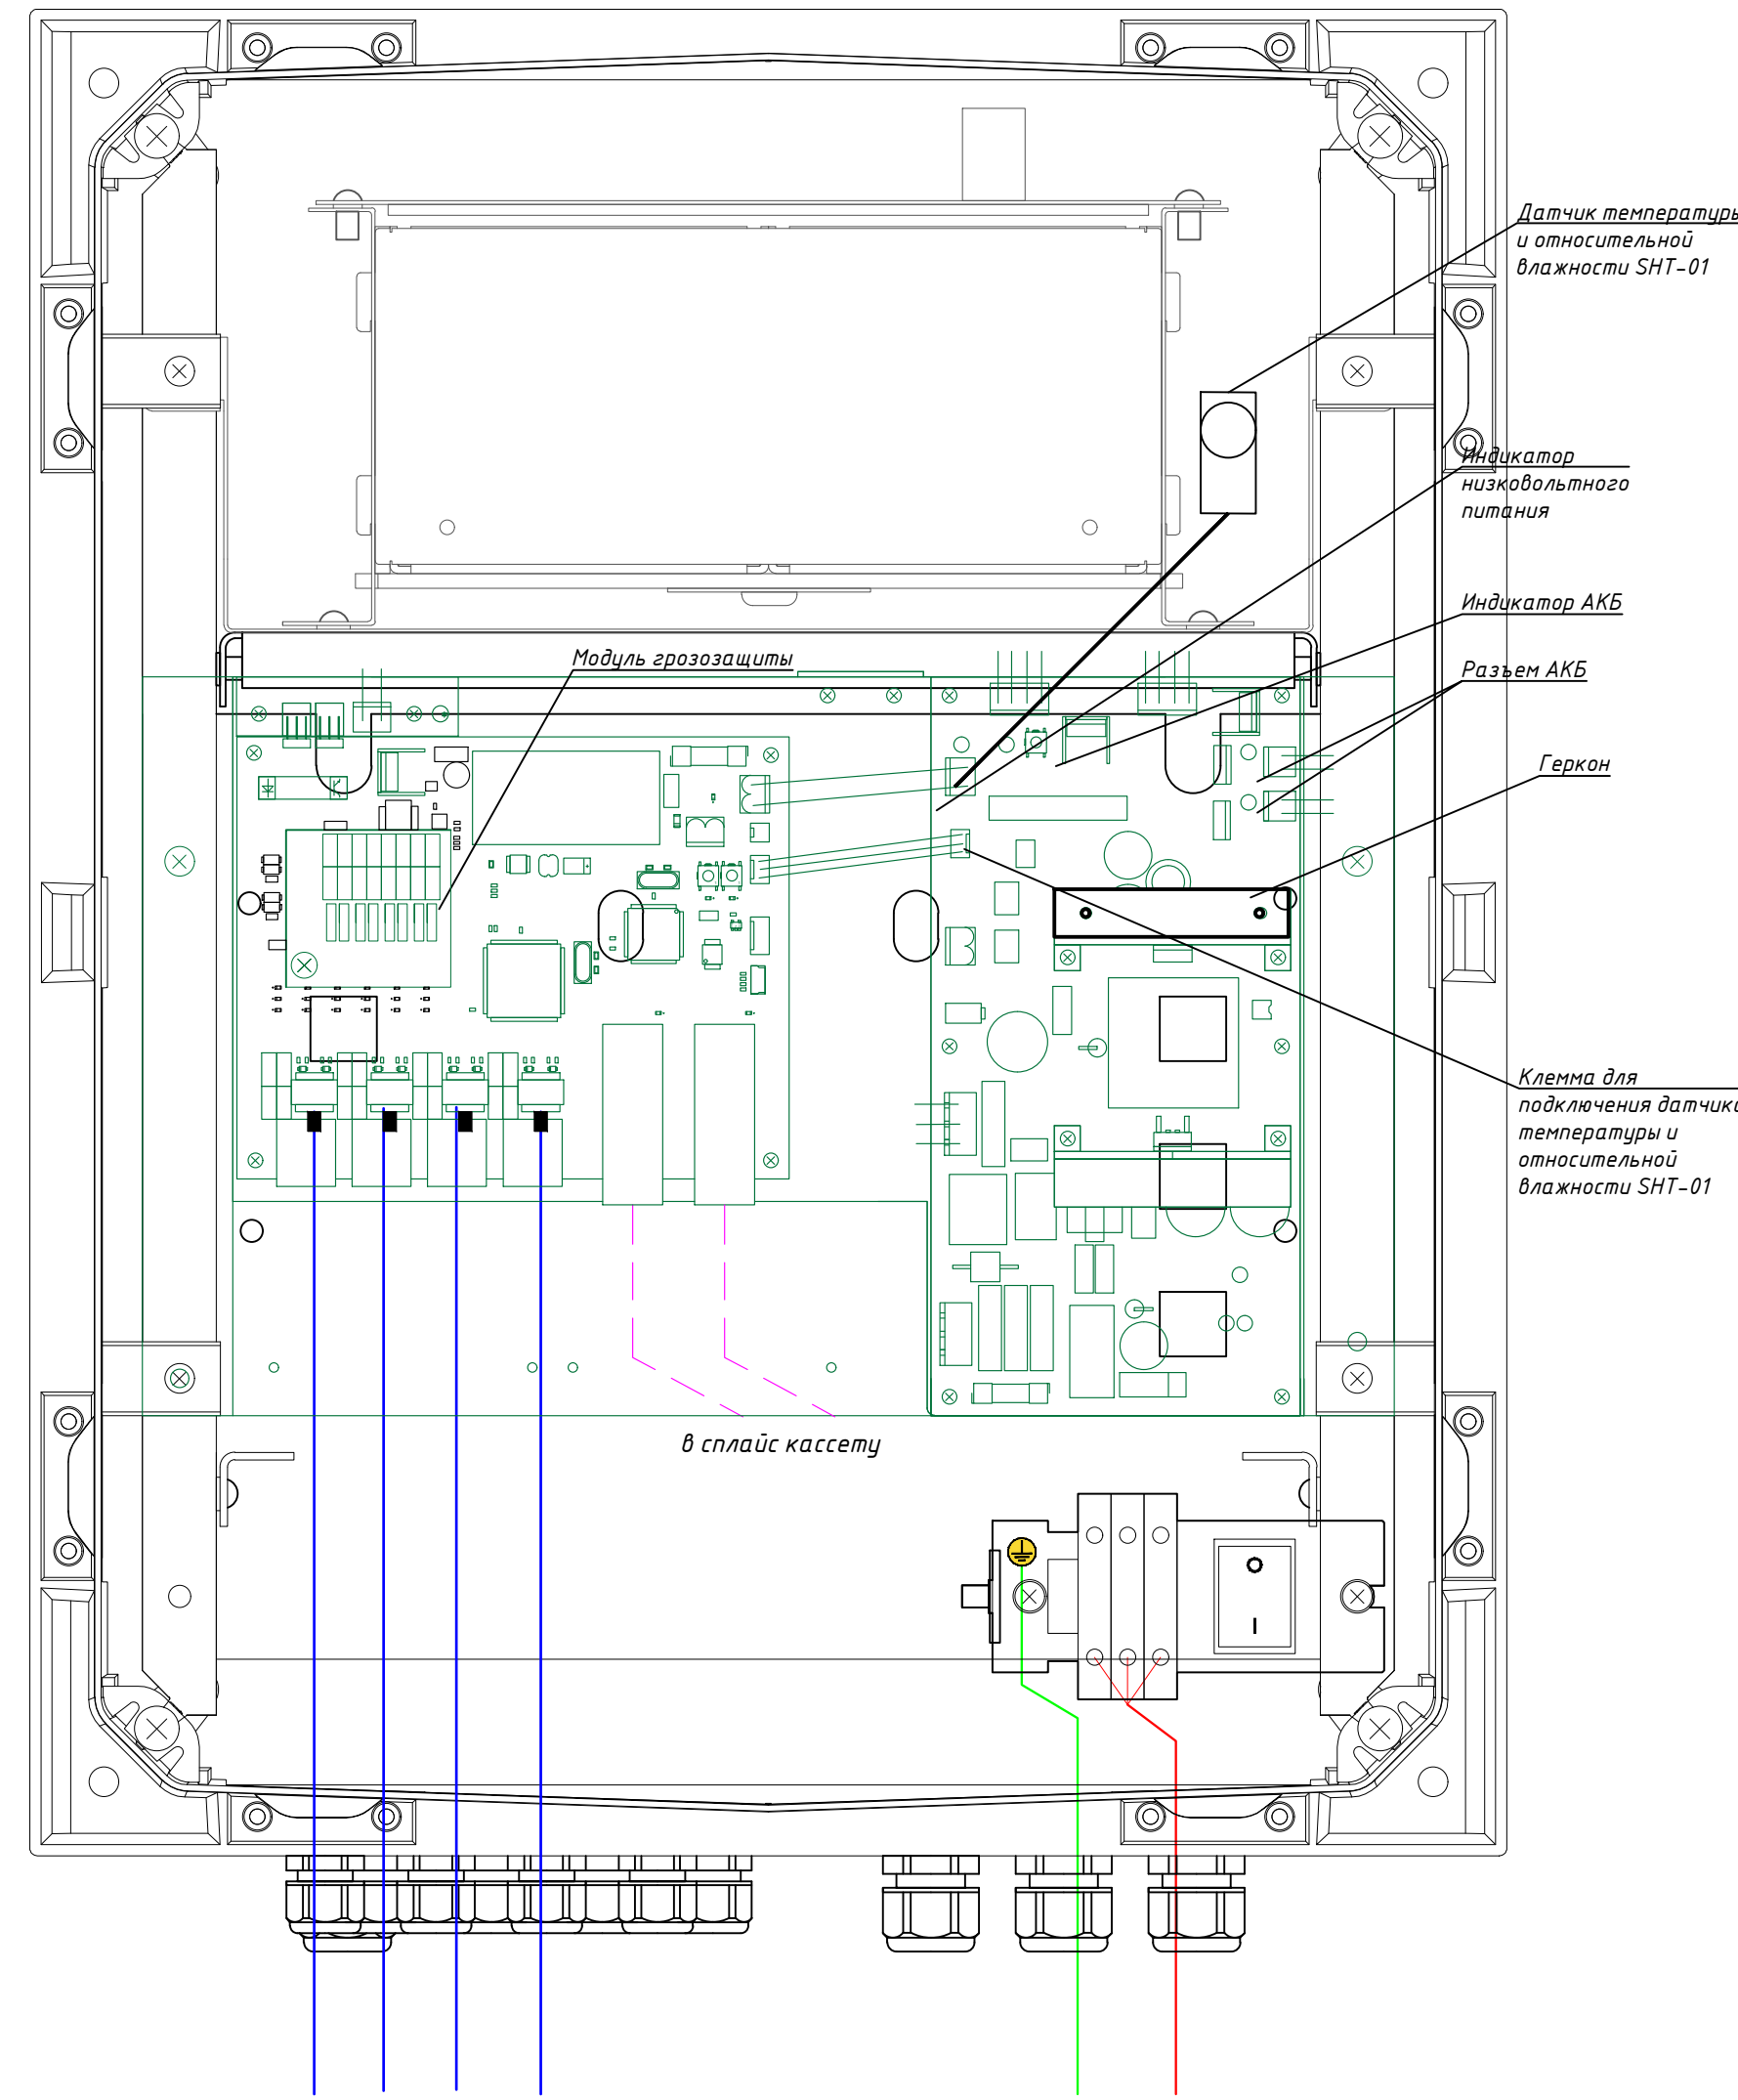 Датчик температуры
и относительной
влажности SHT-01
Индикатор
низковольтного
питания
Индикатор АКБ
Модуль грозозащиты
Разъем АКБ
Геркон
Клемма для
подключения датчика
температуры и
относительной
влажности SHT-01
в сплайс кассету